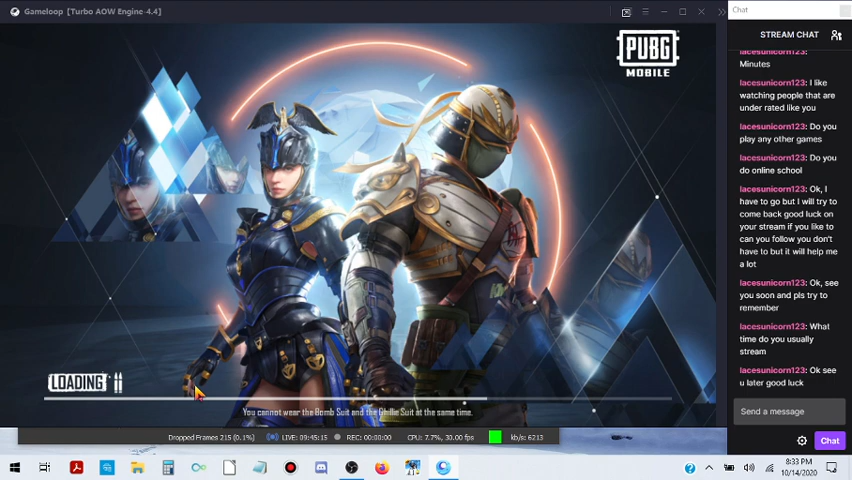 Gameloop [Turbo AOW Engine-4.4]
Chat
PUBG
MOBILE
STREAM CHAT
Minutes
lacesunicorn123: I like
watching people that are
under rated like you
lacesunicorn123: Do you
play any other games
lacesunicorn123: Do you
do online school
lacesunicorn123: Ok, I
have to go but I will try to
come back good luck on
your stream if you like to
can you follow you don't
have to but it will help me
a lot
lacesunicorn123: Ok, see
you soon and pls try to
remember
lacesunicorn123: What
time do you usually
stream
lacesunicorn123: Ok see
u later good luck
LOADING
You cannot wear the Bomb Suit and the Ghillie Suit at the same time.
Send a message
Chat
Dropped Frames 215 (0.1%) LIVE: 09:45:15 REC: 00:00:00 CPU: 7.7%, 30.00 fps kb/s: 6213
8:33 PM
10/14/2020